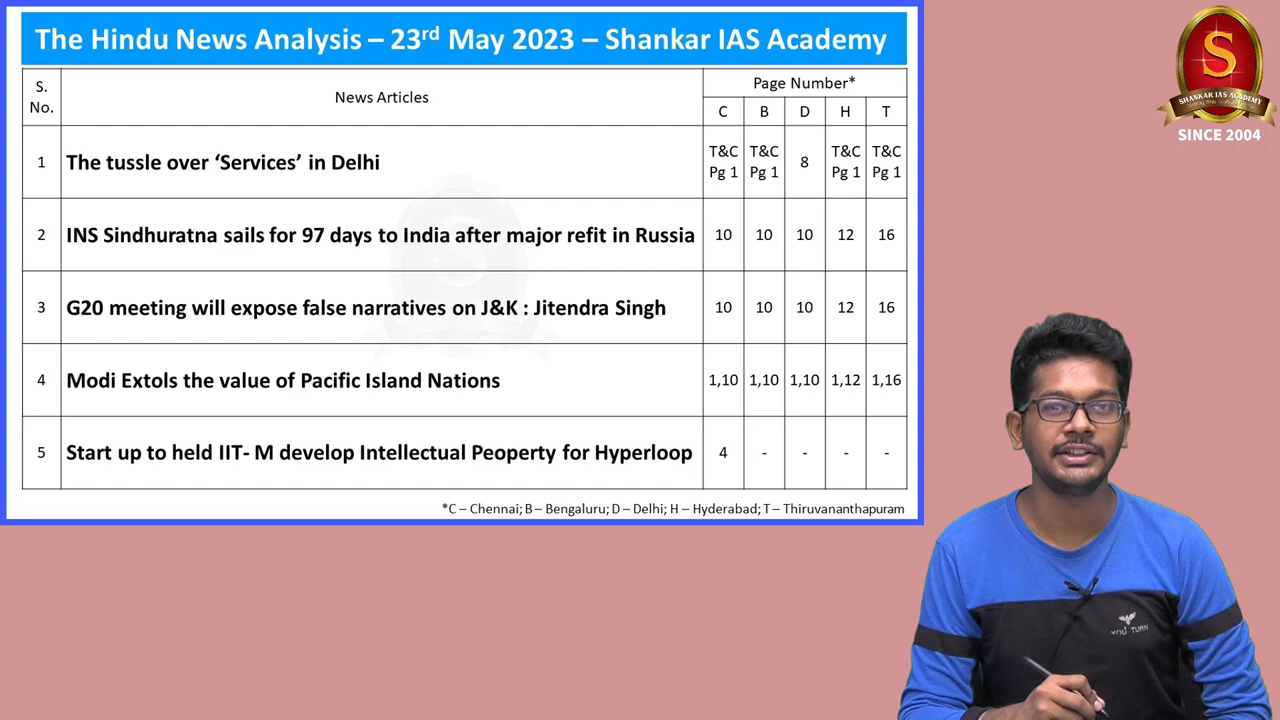 The Hindu News Analysis – 23rd May 2023 – Shankar IAS Academy
S. No. News Articles Page Number*
C B D H T
1 The tussle over ‘Services’ in Delhi T&C Pg 1 T&C Pg 1 8 T&C Pg 1 T&C Pg 1
2 INS Sindhuratna sails for 97 days to India after major refit in Russia 10 10 10 12 16
3 G20 meeting will expose false narratives on J&K : Jitendra Singh 10 10 10 12 16
4 Modi Extols the value of Pacific Island Nations 1,10 1,10 1,10 1,12 1,16
5 Start up to held IIT- M develop Intellectual Peoperty for Hyperloop 4 - - - -
*C – Chennai; B – Bengaluru; D – Delhi; H – Hyderabad; T – Thiruvananthapuram
S
SHANKAR IAS ACADEMY
SINCE 2004
YOU TURN